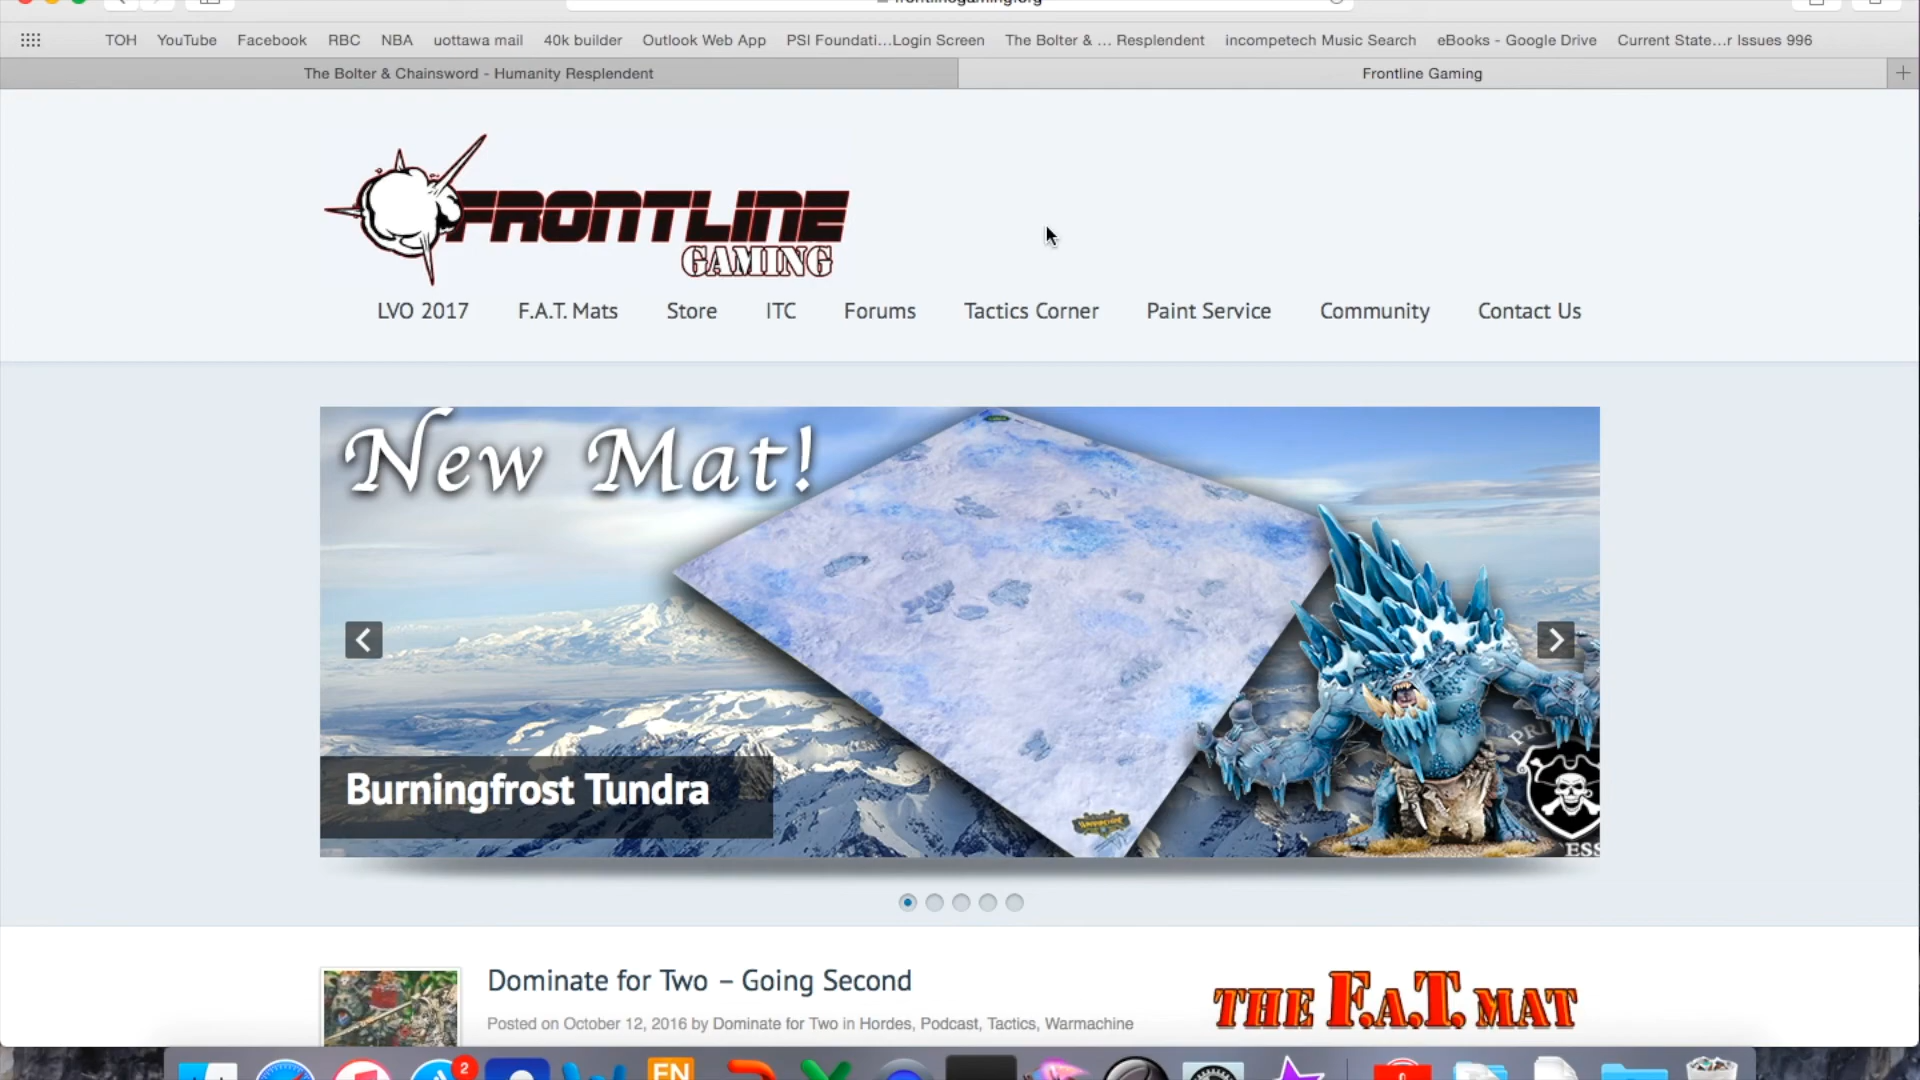 TOH YouTube Facebook RBC NBA uottawa mail 40k builder Outlook Web App PSI Foundati...Login Screen The Bolter & ... Resplendent incompetech Music Search eBooks - Google Drive Current State...r Issues 996
The Bolter & Chainsword - Humanity Resplendent Frontline Gaming +
FRONTLINE
GAMING
LVO 2017 F.A.T. Mats Store ITC Forums Tactics Corner Paint Service Community Contact Us
New Mat!
Burningfrost Tundra
Dominate for Two – Going Second
Posted on October 12, 2016 by Dominate for Two in Hordes, Podcast, Tactics, Warmachine
THE F.A.T. MAT
2
EN